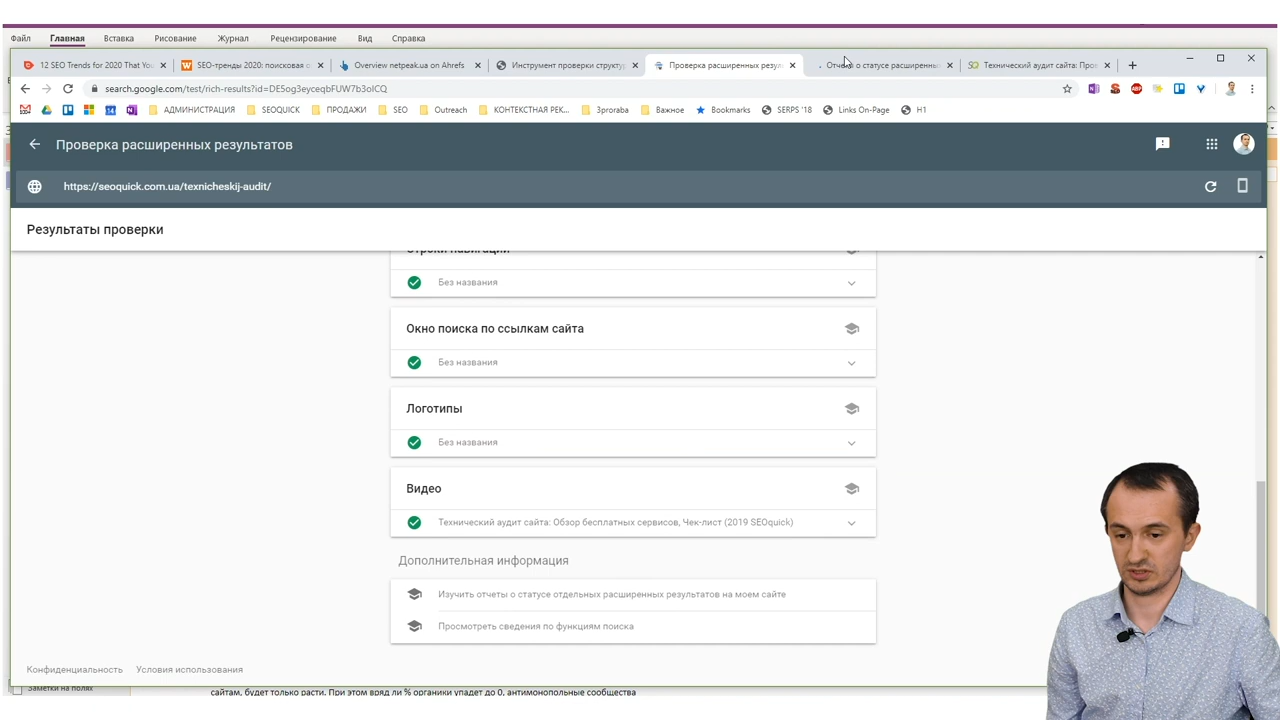 Файл Главная Вставка Рисование Журнал Рецензирование Вид Справка
12 SEO Trends for 2020 That You
SEO-тренды 2020: поисковая о
Overview netpeak.ua on Ahrefs
Инструмент проверки структур
Проверка расширенных резул
Отчеты о статусе расширенны
Технический аудит сайта: Про
search.google.com/test/rich-results?id=DE5og3yceqbFUW7b3oICQ
АДМИНИСТРАЦИЯ SEOQUICK ПРОДАЖИ SEO Outreach КОНТЕКСТНАЯ РЕК... 3proraba Важное Bookmarks SERPS '18 Links On-Page H1
Проверка расширенных результатов
https://seoquick.com.ua/texnicheskij-audit/
Результаты проверки
Строки навигации
Без названия
Окно поиска по ссылкам сайта
Без названия
Логотипы
Без названия
Видео
Технический аудит сайта: Обзор бесплатных сервисов, Чек-лист (2019 SEOquick)
Дополнительная информация
Изучить отчеты о статусе отдельных расширенных результатов на моем сайте
Просмотреть сведения по функциям поиска
Конфиденциальность Условия использования
Заметки на полях
сайтам, будет только расти. При этом вряд ли % органики упадет до 0, антимонопольные сообщества